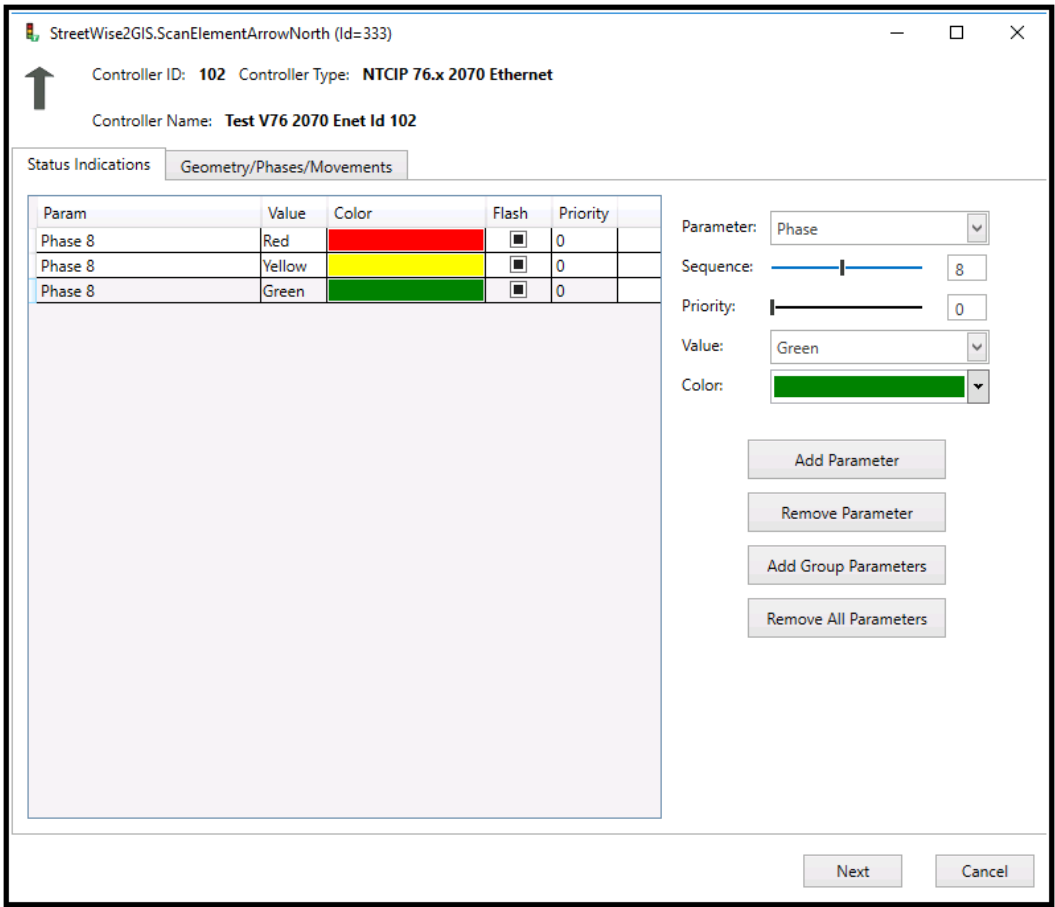 StreetWise2GIS.ScanElementArrowNorth (Id=333)
Controller ID: 102 Controller Type: NTCIP 76.x 2070 Ethernet
Controller Name: Test V76 2070 Enet Id 102
Status Indications Geometry/Phases/Movements
Param Value Color Flash Priority
Phase 8 Red 0
Phase 8 Yellow 0
Phase 8 Green 0
Parameter: Phase
Sequence: 8
Priority: 0
Value: Green
Color:
Add Parameter
Remove Parameter
Add Group Parameters
Remove All Parameters
Next Cancel